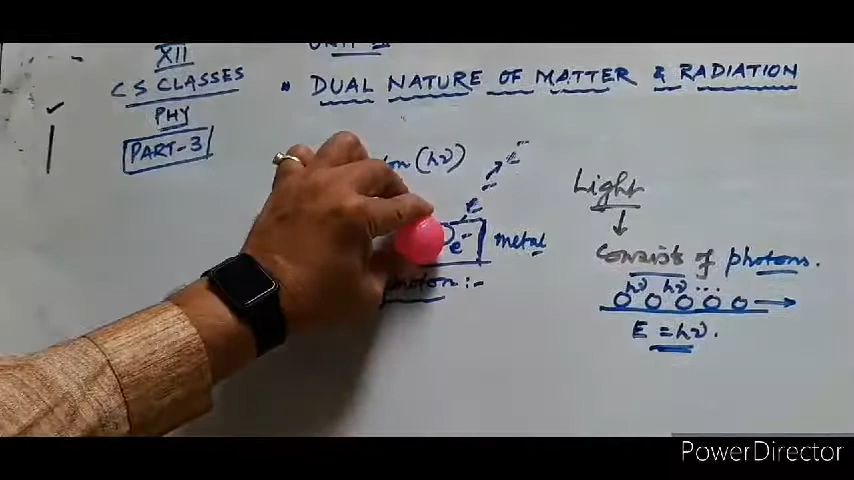 XII
CS CLASSES
PHY
PART-3
• DUAL NATURE OF MATTER & RADIATION
(hν)
e⁻
metal
Light
Consists of photons.
hν hν ...
E = hν.
PowerDirector